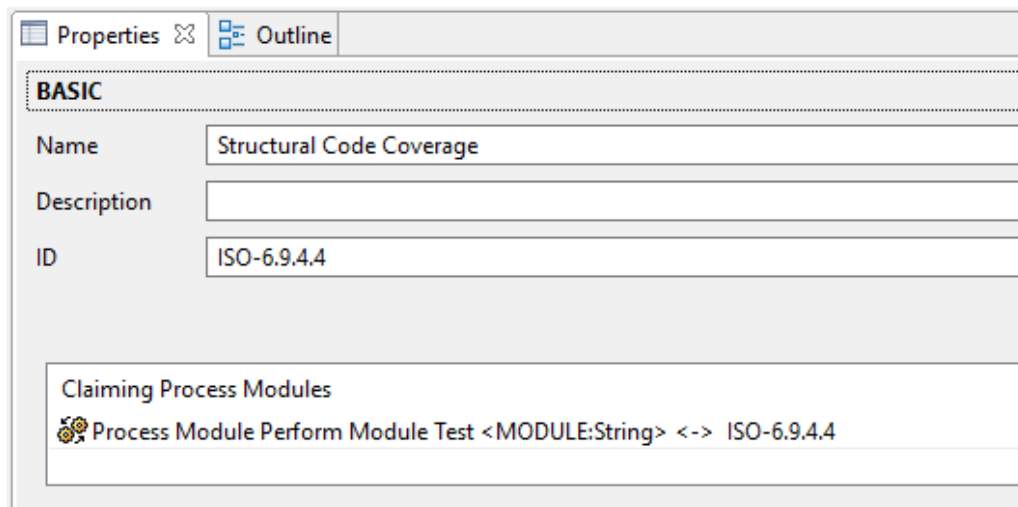 Properties Outline
BASIC
Name Structural Code Coverage
Description
ID ISO-6.9.4.4
Claiming Process Modules
Process Module Perform Module Test <MODULE:String> <-> ISO-6.9.4.4